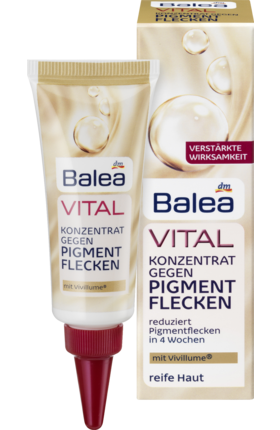 Balea
VITAL
KONZENTRAT
GEGEN
PIGMENT
FLECKEN
mit Vivillume®
VERSTÄRKTE
WIRKSAMKEIT
dm
Balea
VITAL
KONZENTRAT
GEGEN
PIGMENT
FLECKEN
reduziert
Pigmentflecken
in 4 Wochen
mit Vivillume®
reife Haut